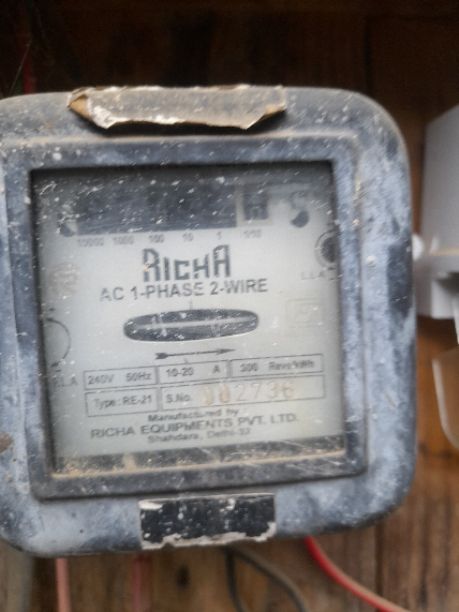 10000 1000 100 10 1 1/10
RICHA
AC 1-PHASE 2-WIRE
240V 50Hz 10-20 A 300 Revs/kWh
Type : RE-21 S.No.
Manufactured by
RICHA EQUIPMENTS PVT. LTD.
Shahdara, Delhi-32